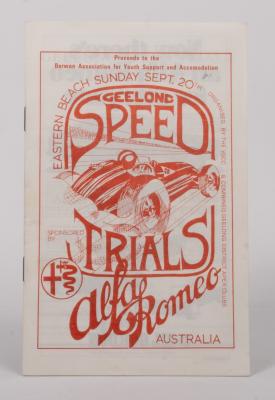 Proceeds to the
Barwon Association for Youth Support and Accomodation
EASTERN BEACH SUNDAY SEPT. 20TH
GEELONG
SPEED
TRIALS
SPONSORED
BY
Alfa Romeo
AUSTRALIA